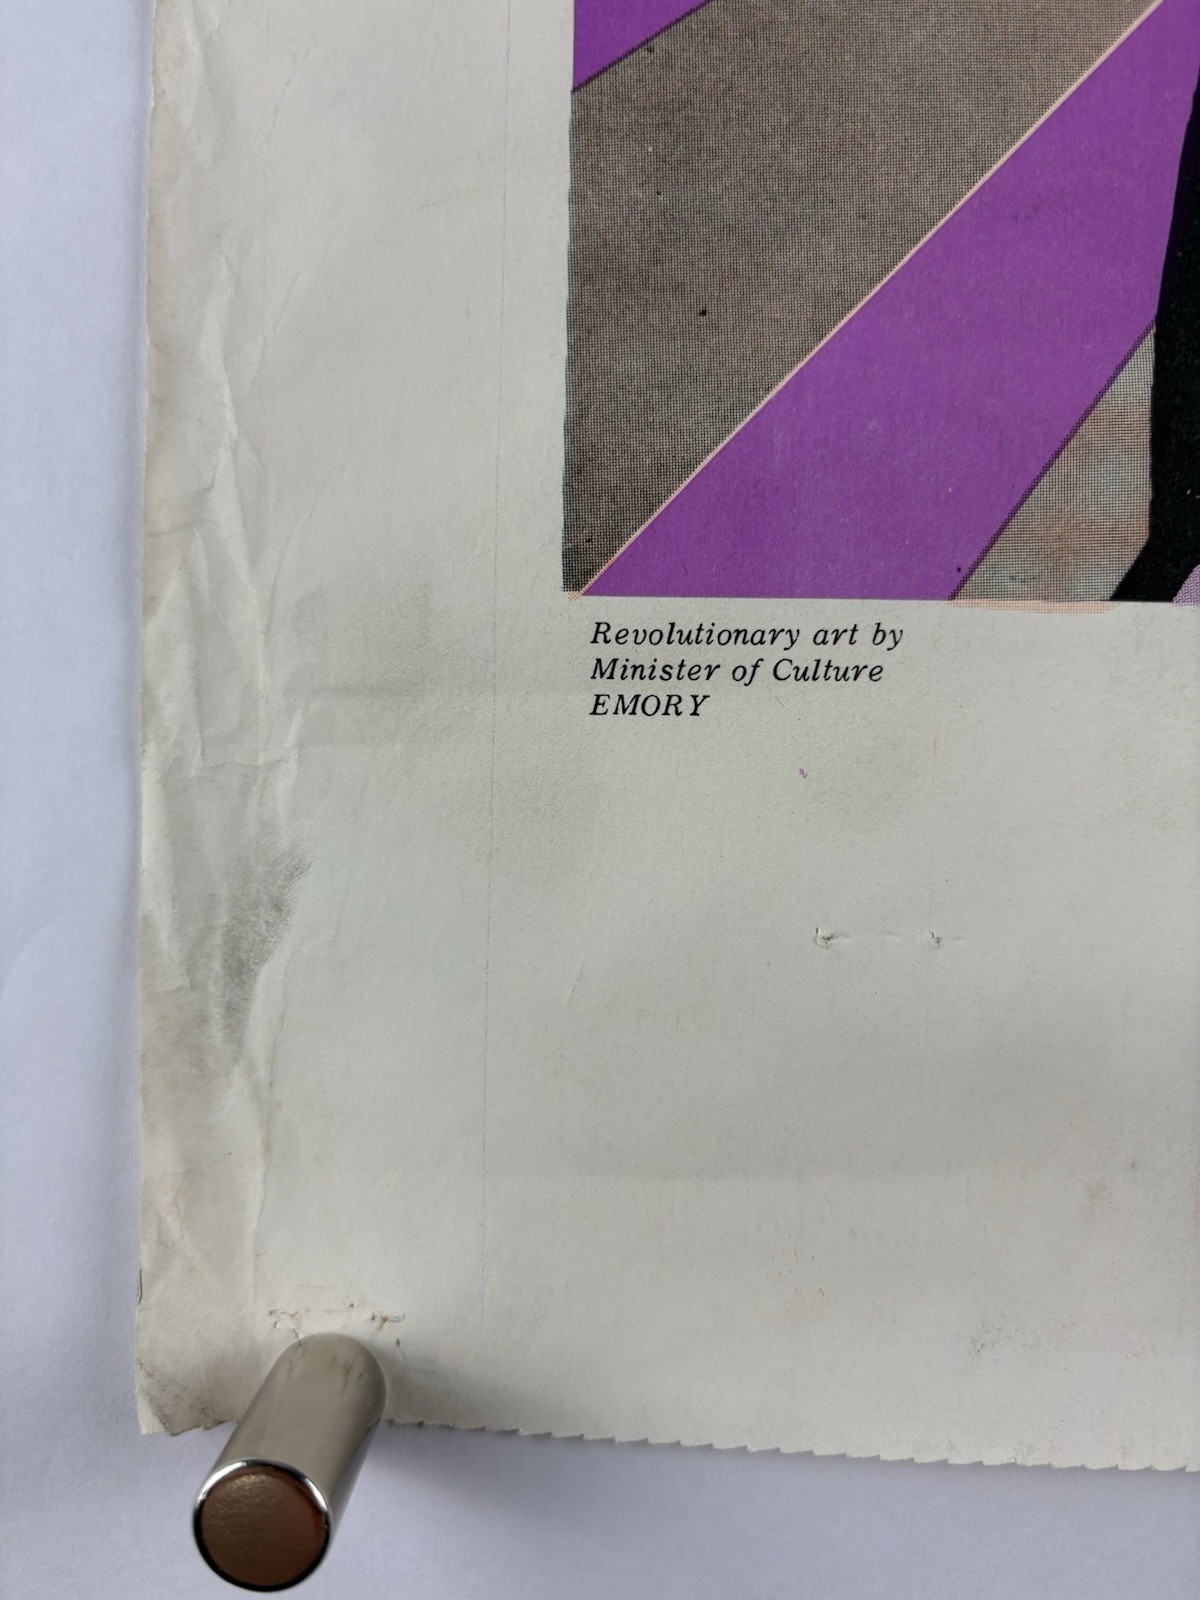 Revolutionary art by
Minister of Culture
EMORY